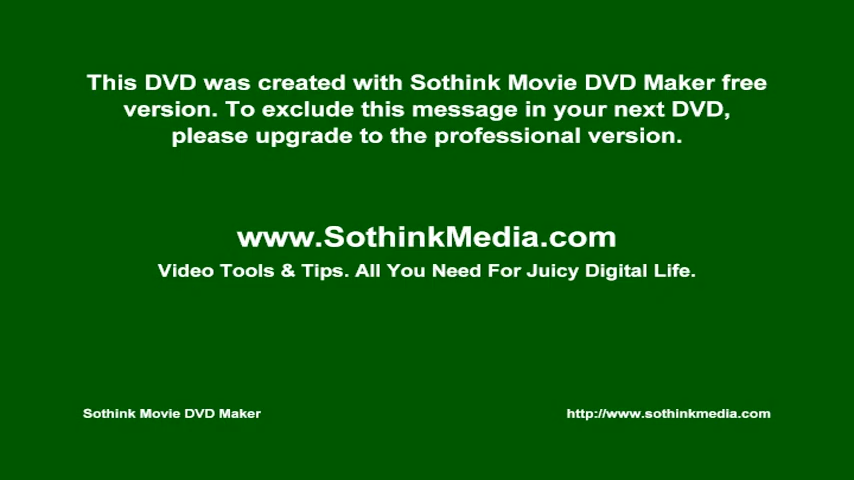 This DVD was created with Sothink Movie DVD Maker free
version. To exclude this message in your next DVD,
please upgrade to the professional version.
www.SothinkMedia.com
Video Tools & Tips. All You Need For Juicy Digital Life.
Sothink Movie DVD Maker
http://www.sothinkmedia.com